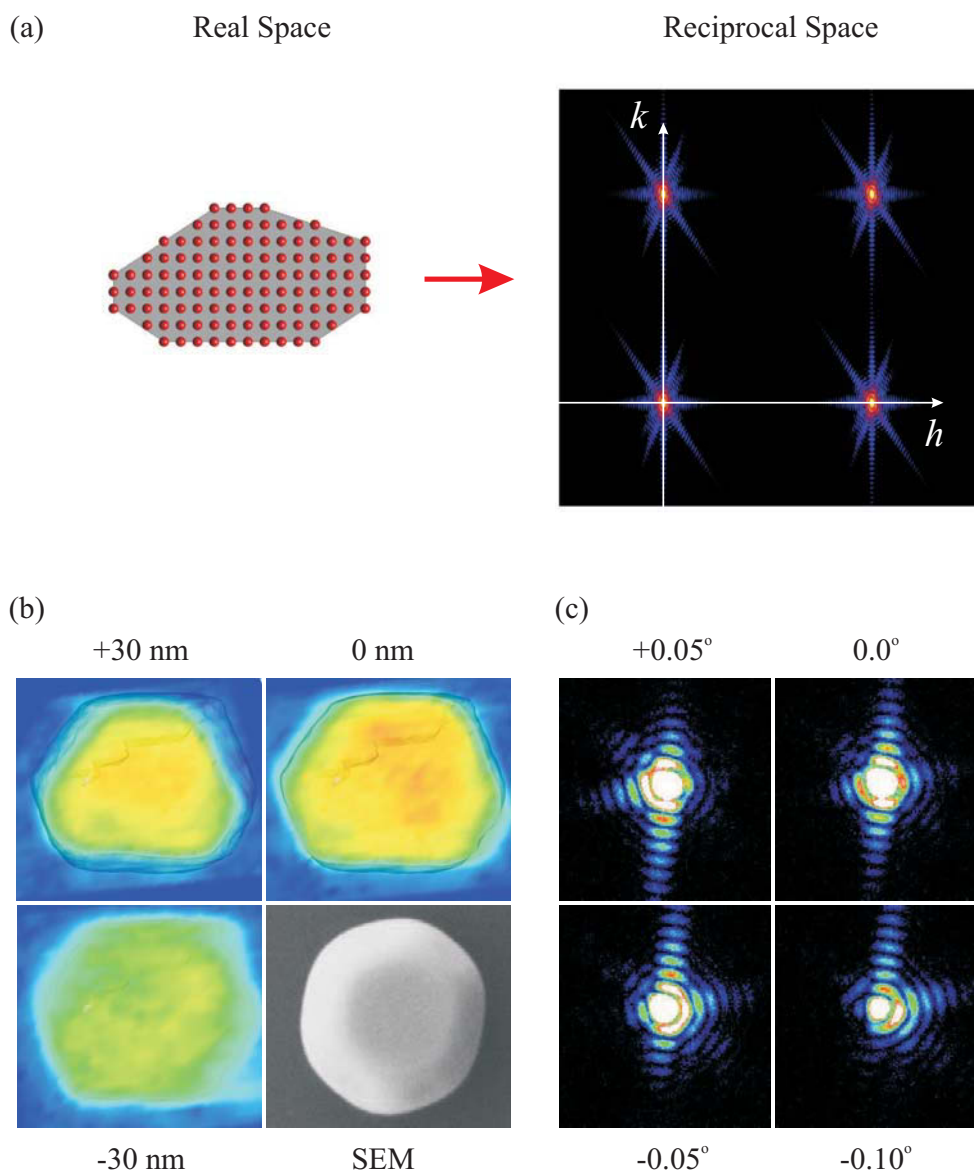 (a) Real Space Reciprocal Space
k
h
(b) (c)
+30 nm 0 nm +0.05° 0.0°
-30 nm SEM -0.05° -0.10°